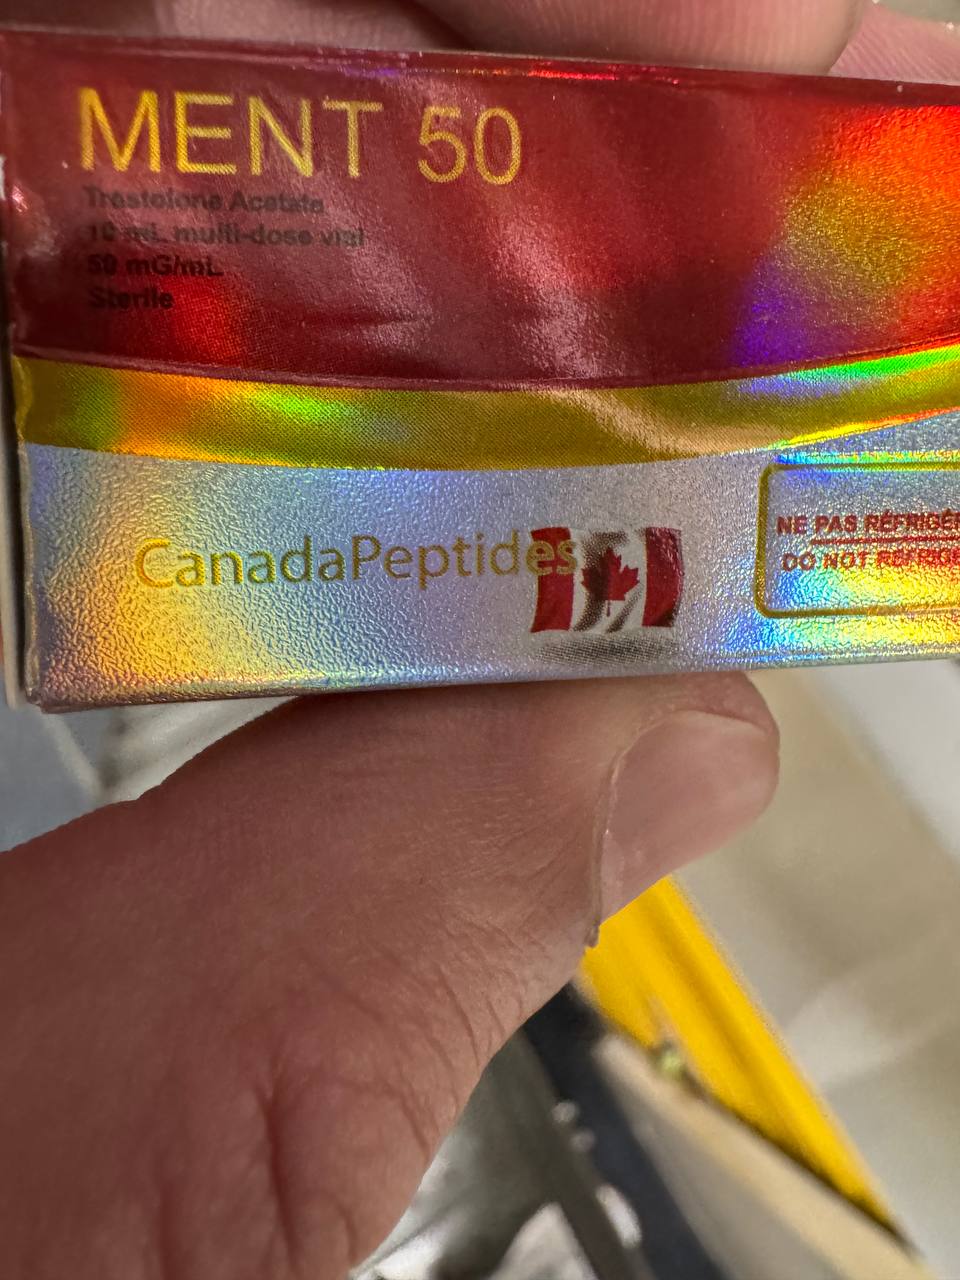 MENT 50
Trestolone Acetate
10 mL multi-dose vial
50 mG/mL
Sterile
CanadaPeptides
NE PAS
DO NOT